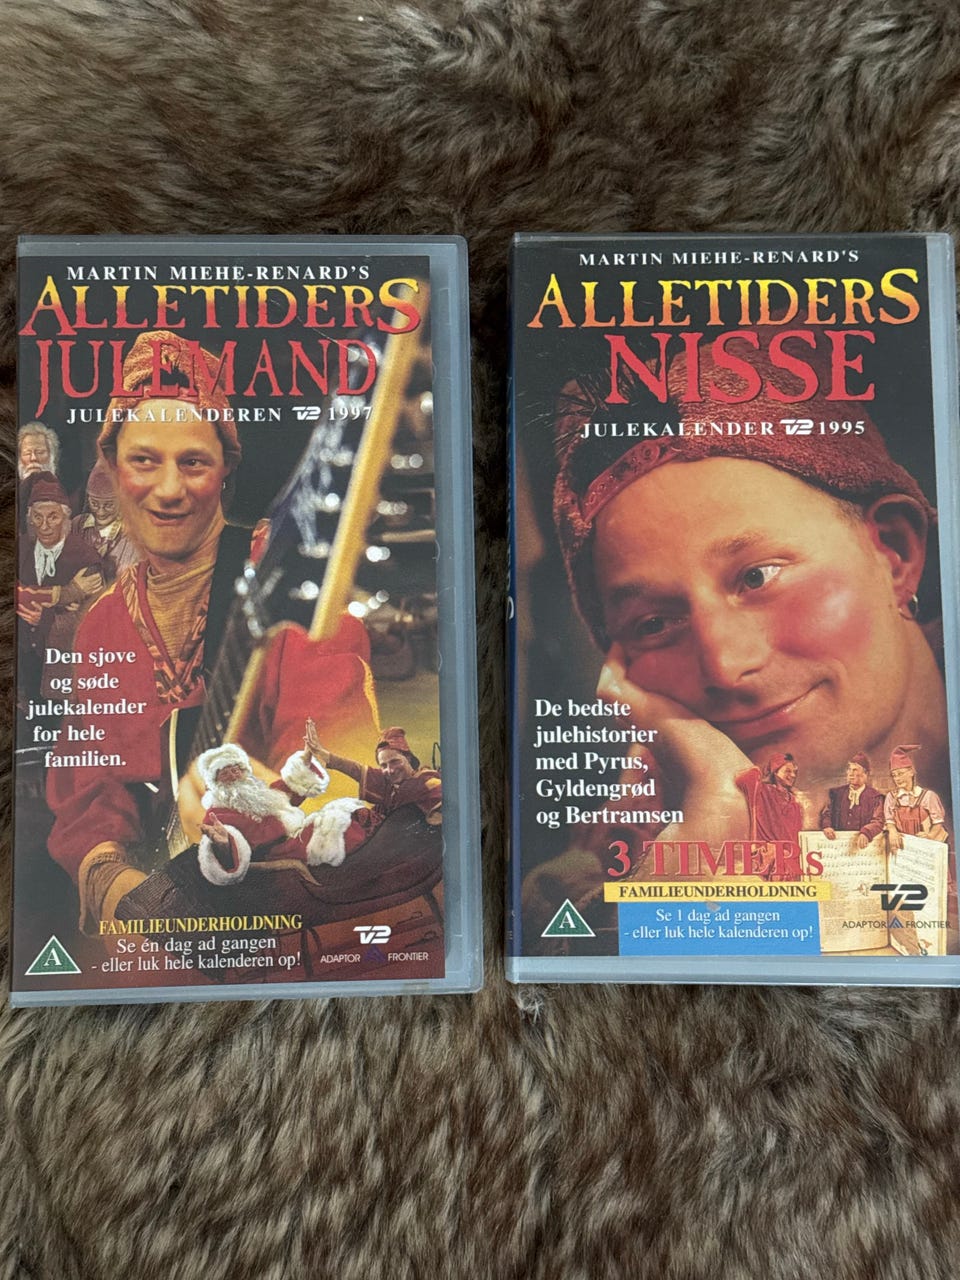 MARTIN MIEHE-RENARD'S
ALLETIDERS
JULEMAND
JULEKALENDEREN TV2 1997
Den sjove
og søde
julekalender
for hele
familien.
FAMILIEUNDERHOLDNING
Se én dag ad gangen
- eller luk hele kalenderen op!
A
TV2
ADAPTOR FRONTIER
MARTIN MIEHE-RENARD'S
ALLETIDERS
NISSE
JULEKALENDER TV2 1995
De bedste
julehistorier
med Pyrus,
Gyldengrød
og Bertramsen
3 TIMERs
FAMILIEUNDERHOLDNING
Se 1 dag ad gangen
- eller luk hele kalenderen op!
A
TV2
ADAPTOR FRONTIER